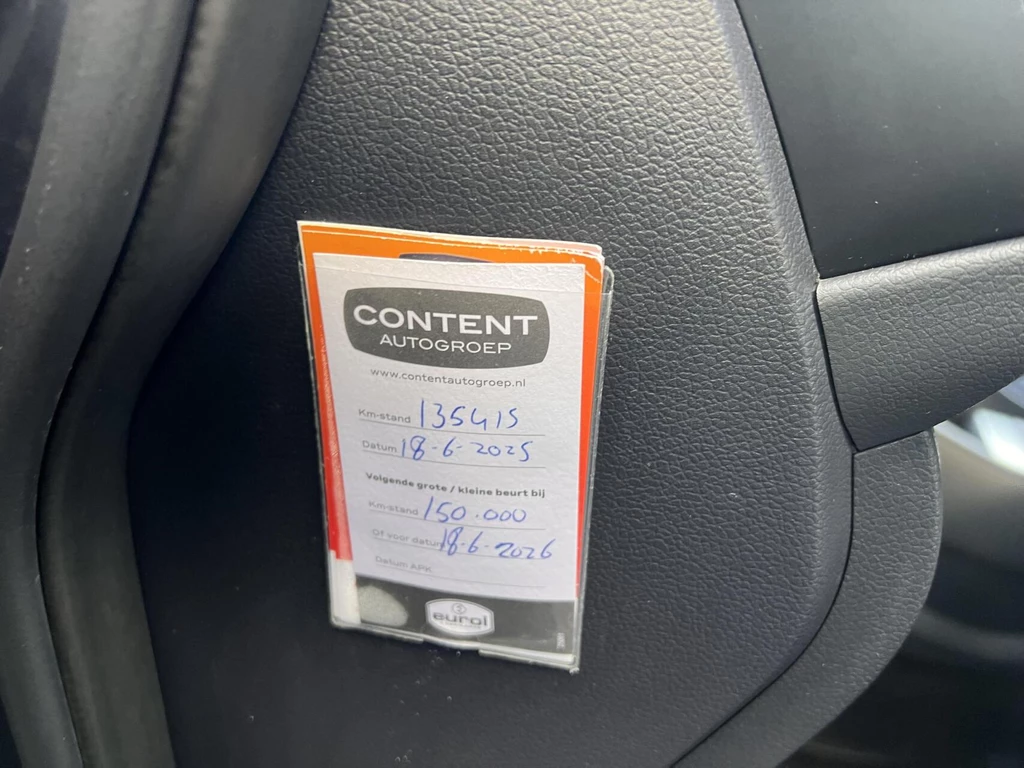 CONTENT
AUTOGROEP
www.contentautogroep.nl
Km-stand 135415
Datum 18-6-2025
Volgende grote / kleine beurt bij
Km-stand 150.000
Of voor datum 18-6-2026
Datum APK
eurol